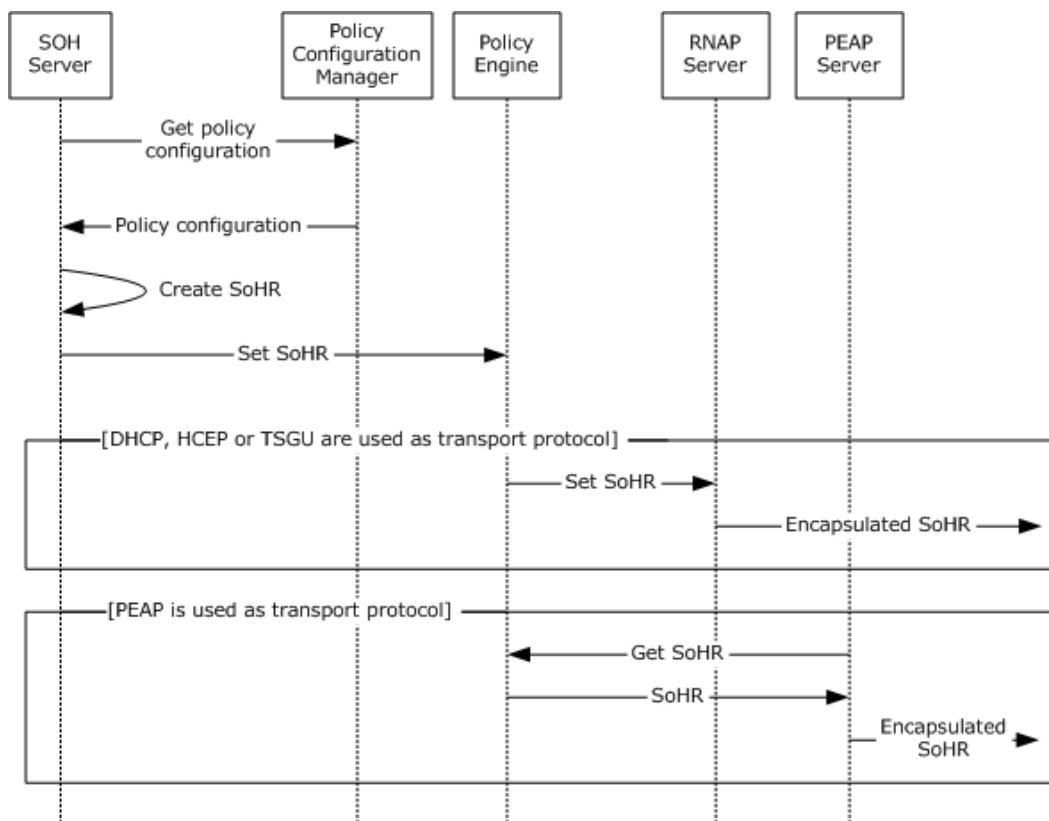 SOH
Server
Policy
Configuration
Manager
Policy
Engine
RNAP
Server
PEAP
Server
Get policy
configuration
Policy configuration
Create SoHR
Set SoHR
[DHCP, HCEP or TSGU are used as transport protocol]
Set SoHR
Encapsulated SoHR
[PEAP is used as transport protocol]
Get SoHR
SoHR
Encapsulated
SoHR